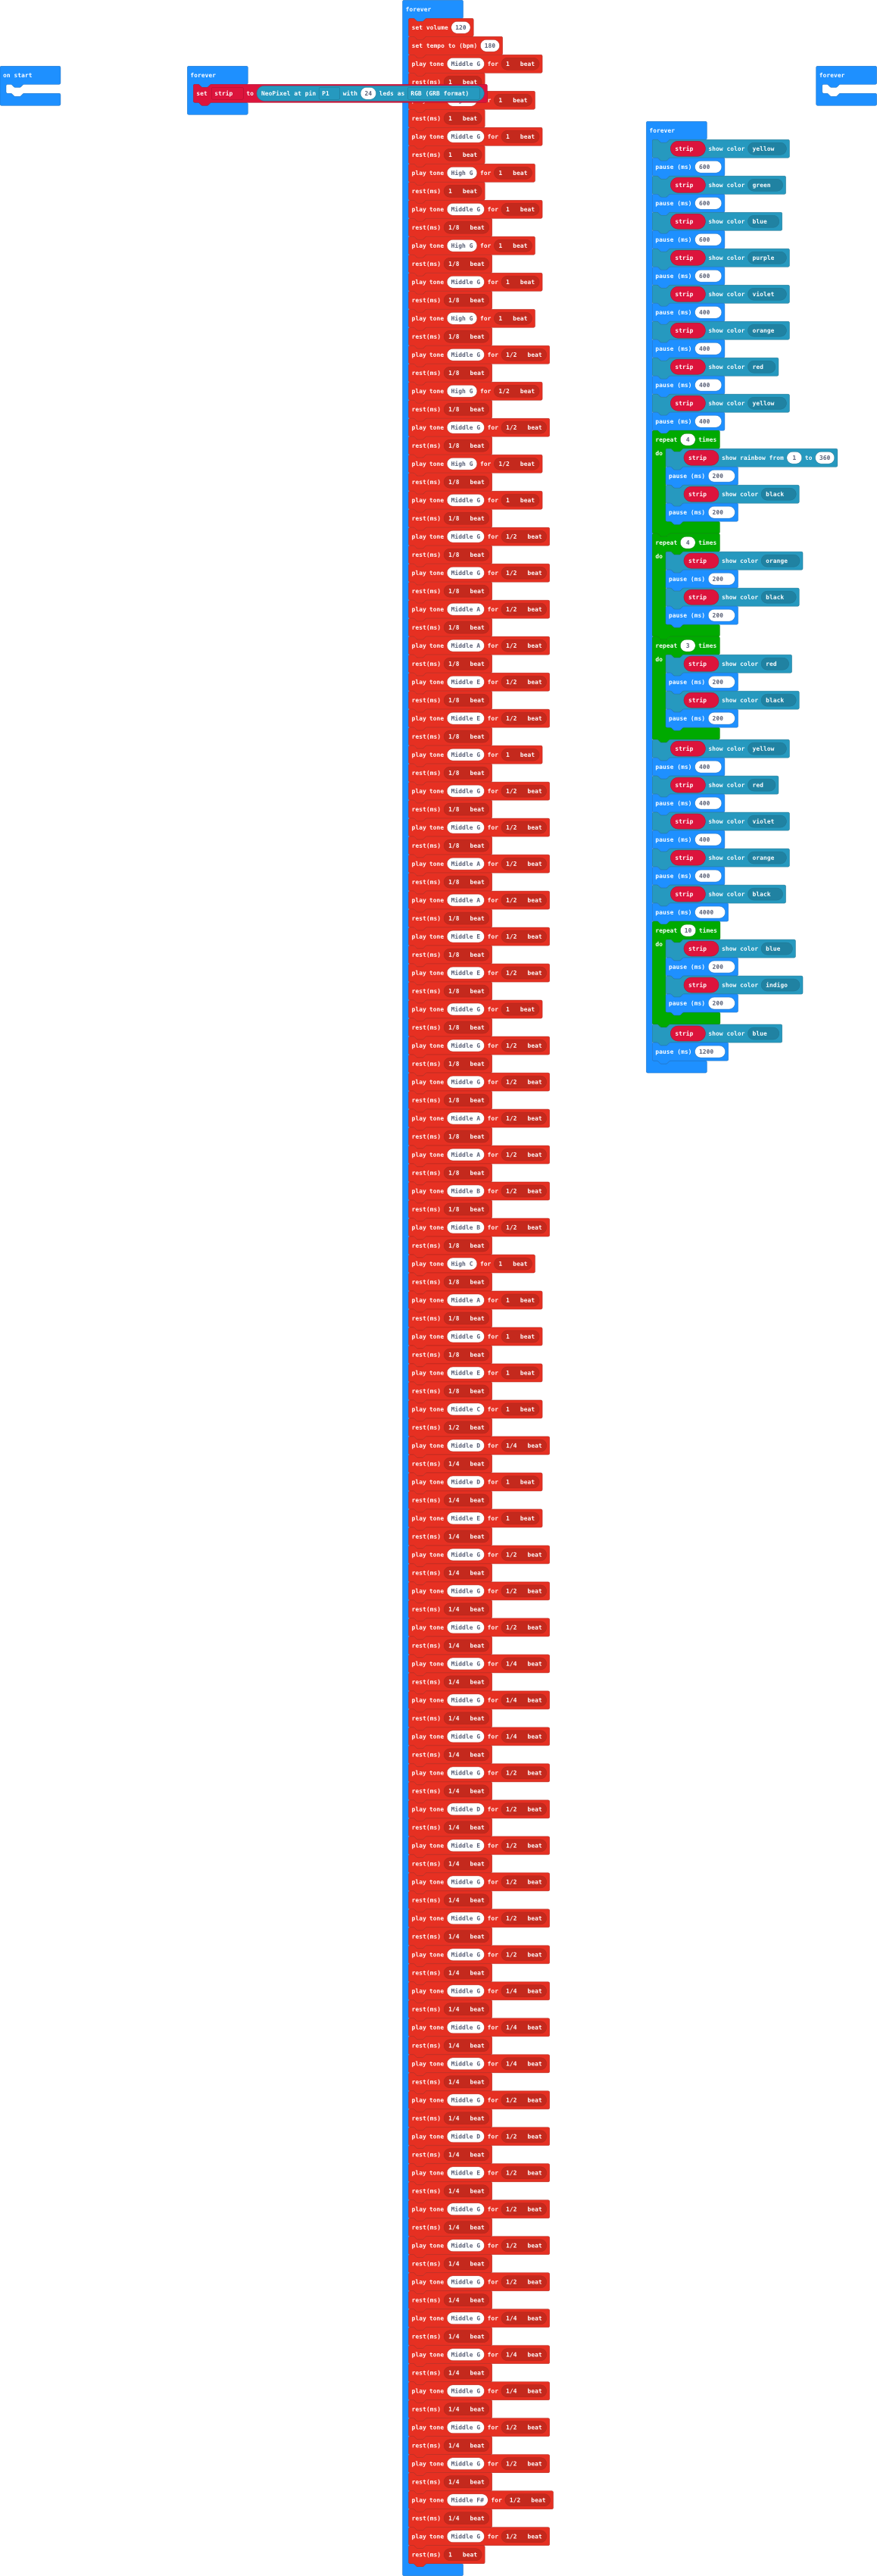 on start
forever
set strip to NeoPixel at pin P1 with 24 leds as RGB (GRB format)
forever
set volume 120
set tempo to (bpm) 180
play tone Middle G for 1 beat
rest(ms) 1 beat
r 1 beat
rest(ms) 1 beat
play tone Middle G for 1 beat
rest(ms) 1 beat
play tone High G for 1 beat
rest(ms) 1 beat
play tone Middle G for 1 beat
rest(ms) 1/8 beat
play tone High G for 1 beat
rest(ms) 1/8 beat
play tone Middle G for 1 beat
rest(ms) 1/8 beat
play tone High G for 1 beat
rest(ms) 1/8 beat
play tone Middle G for 1/2 beat
rest(ms) 1/8 beat
play tone High G for 1/2 beat
rest(ms) 1/8 beat
play tone Middle G for 1/2 beat
rest(ms) 1/8 beat
play tone High G for 1/2 beat
rest(ms) 1/8 beat
play tone Middle G for 1 beat
rest(ms) 1/8 beat
play tone Middle G for 1/2 beat
rest(ms) 1/8 beat
play tone Middle G for 1/2 beat
rest(ms) 1/8 beat
play tone Middle A for 1/2 beat
rest(ms) 1/8 beat
play tone Middle A for 1/2 beat
rest(ms) 1/8 beat
play tone Middle E for 1/2 beat
rest(ms) 1/8 beat
play tone Middle E for 1/2 beat
rest(ms) 1/8 beat
play tone Middle G for 1 beat
rest(ms) 1/8 beat
play tone Middle G for 1/2 beat
rest(ms) 1/8 beat
play tone Middle G for 1/2 beat
rest(ms) 1/8 beat
play tone Middle A for 1/2 beat
rest(ms) 1/8 beat
play tone Middle A for 1/2 beat
rest(ms) 1/8 beat
play tone Middle E for 1/2 beat
rest(ms) 1/8 beat
play tone Middle E for 1/2 beat
rest(ms) 1/8 beat
play tone Middle G for 1 beat
rest(ms) 1/8 beat
play tone Middle G for 1/2 beat
rest(ms) 1/8 beat
play tone Middle G for 1/2 beat
rest(ms) 1/8 beat
play tone Middle A for 1/2 beat
rest(ms) 1/8 beat
play tone Middle A for 1/2 beat
rest(ms) 1/8 beat
play tone Middle B for 1/2 beat
rest(ms) 1/8 beat
play tone Middle B for 1/2 beat
rest(ms) 1/8 beat
play tone High C for 1 beat
rest(ms) 1/8 beat
play tone Middle A for 1 beat
rest(ms) 1/8 beat
play tone Middle G for 1 beat
rest(ms) 1/8 beat
play tone Middle E for 1 beat
rest(ms) 1/8 beat
play tone Middle C for 1 beat
rest(ms) 1/2 beat
play tone Middle D for 1/4 beat
rest(ms) 1/4 beat
play tone Middle D for 1 beat
rest(ms) 1/4 beat
play tone Middle E for 1 beat
rest(ms) 1/4 beat
play tone Middle G for 1/2 beat
rest(ms) 1/4 beat
play tone Middle G for 1/2 beat
rest(ms) 1/4 beat
play tone Middle G for 1/2 beat
rest(ms) 1/4 beat
play tone Middle G for 1/4 beat
rest(ms) 1/4 beat
play tone Middle G for 1/4 beat
rest(ms) 1/4 beat
play tone Middle G for 1/4 beat
rest(ms) 1/4 beat
play tone Middle G for 1/2 beat
rest(ms) 1/4 beat
play tone Middle D for 1/2 beat
rest(ms) 1/4 beat
play tone Middle E for 1/2 beat
rest(ms) 1/4 beat
play tone Middle G for 1/2 beat
rest(ms) 1/4 beat
play tone Middle G for 1/2 beat
rest(ms) 1/4 beat
play tone Middle G for 1/2 beat
rest(ms) 1/4 beat
play tone Middle G for 1/4 beat
rest(ms) 1/4 beat
play tone Middle G for 1/4 beat
rest(ms) 1/4 beat
play tone Middle G for 1/4 beat
rest(ms) 1/4 beat
play tone Middle G for 1/2 beat
rest(ms) 1/4 beat
play tone Middle D for 1/2 beat
rest(ms) 1/4 beat
play tone Middle E for 1/2 beat
rest(ms) 1/4 beat
play tone Middle G for 1/2 beat
rest(ms) 1/4 beat
play tone Middle G for 1/2 beat
rest(ms) 1/4 beat
play tone Middle G for 1/2 beat
rest(ms) 1/4 beat
play tone Middle G for 1/4 beat
rest(ms) 1/4 beat
play tone Middle G for 1/4 beat
rest(ms) 1/4 beat
play tone Middle G for 1/4 beat
rest(ms) 1/4 beat
play tone Middle G for 1/2 beat
rest(ms) 1/4 beat
play tone Middle G for 1/2 beat
rest(ms) 1/4 beat
play tone Middle F# for 1/2 beat
rest(ms) 1/4 beat
play tone Middle G for 1/2 beat
rest(ms) 1 beat
forever
strip show color yellow
pause (ms) 600
strip show color green
pause (ms) 600
strip show color blue
pause (ms) 600
strip show color purple
pause (ms) 600
strip show color violet
pause (ms) 400
strip show color orange
pause (ms) 400
strip show color red
pause (ms) 400
strip show color yellow
pause (ms) 400
repeat 4 times
do strip show rainbow from 1 to 360
pause (ms) 200
strip show color black
pause (ms) 200
repeat 4 times
do strip show color orange
pause (ms) 200
strip show color black
pause (ms) 200
repeat 3 times
do strip show color red
pause (ms) 200
strip show color black
pause (ms) 200
strip show color yellow
pause (ms) 400
strip show color red
pause (ms) 400
strip show color violet
pause (ms) 400
strip show color orange
pause (ms) 400
strip show color black
pause (ms) 4000
repeat 10 times
do strip show color blue
pause (ms) 200
strip show color indigo
pause (ms) 200
strip show color blue
pause (ms) 1200
forever